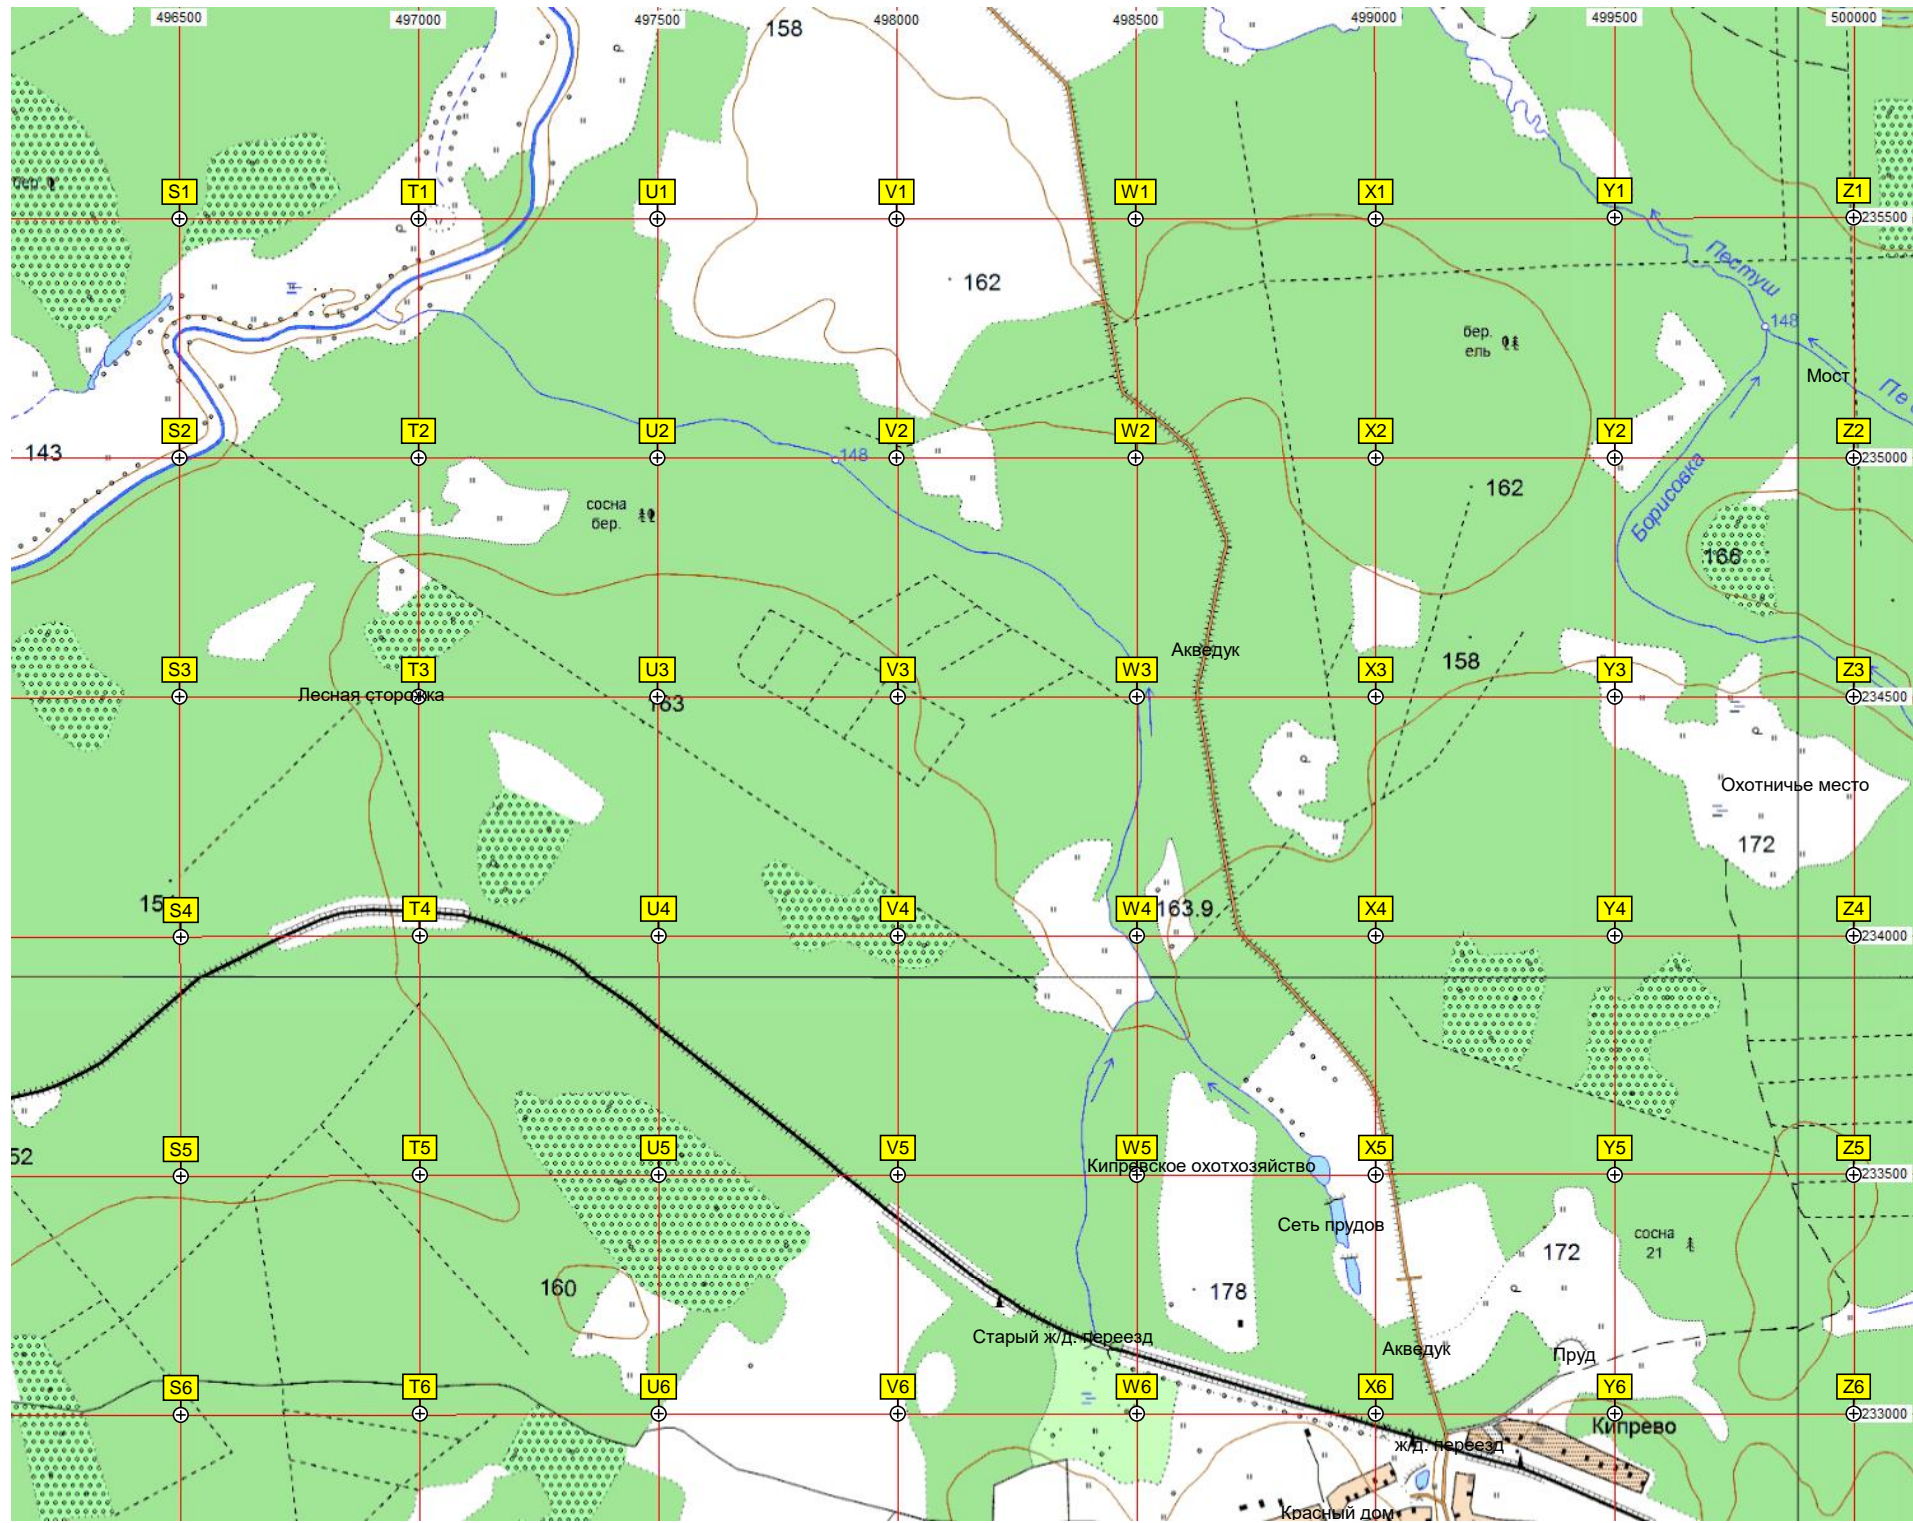 496500 497000 497500 498000 498500 499000 499500 500000
158
бер.
S1 T1 U1 V1 W1 X1 Y1 Z1
235500
Пестуш
162
148
бер.
ель
Мост
Пе
S2 T2 U2 V2 W2 X2 Y2 Z2
143
148
235000
Борисовка
162
сосна
бер.
166
Акведук
158
S3 T3 U3 V3 W3 X3 Y3 Z3
Лесная сторожка
163
234500
Охотничье место
172
15
S4 T4 U4 V4 W4 X4 Y4 Z4
163.9
234000
S5 T5 U5 V5 W5 X5 Y5 Z5
52
Кипревское охотхозяйство
233500
Сеть прудов
172
сосна
21
160
178
Старый ж/д. переезд
Акведук
Пруд
S6 T6 U6 V6 W6 X6 Y6 Z6
233000
Кипрево
ж/д. переезд
Красный дом